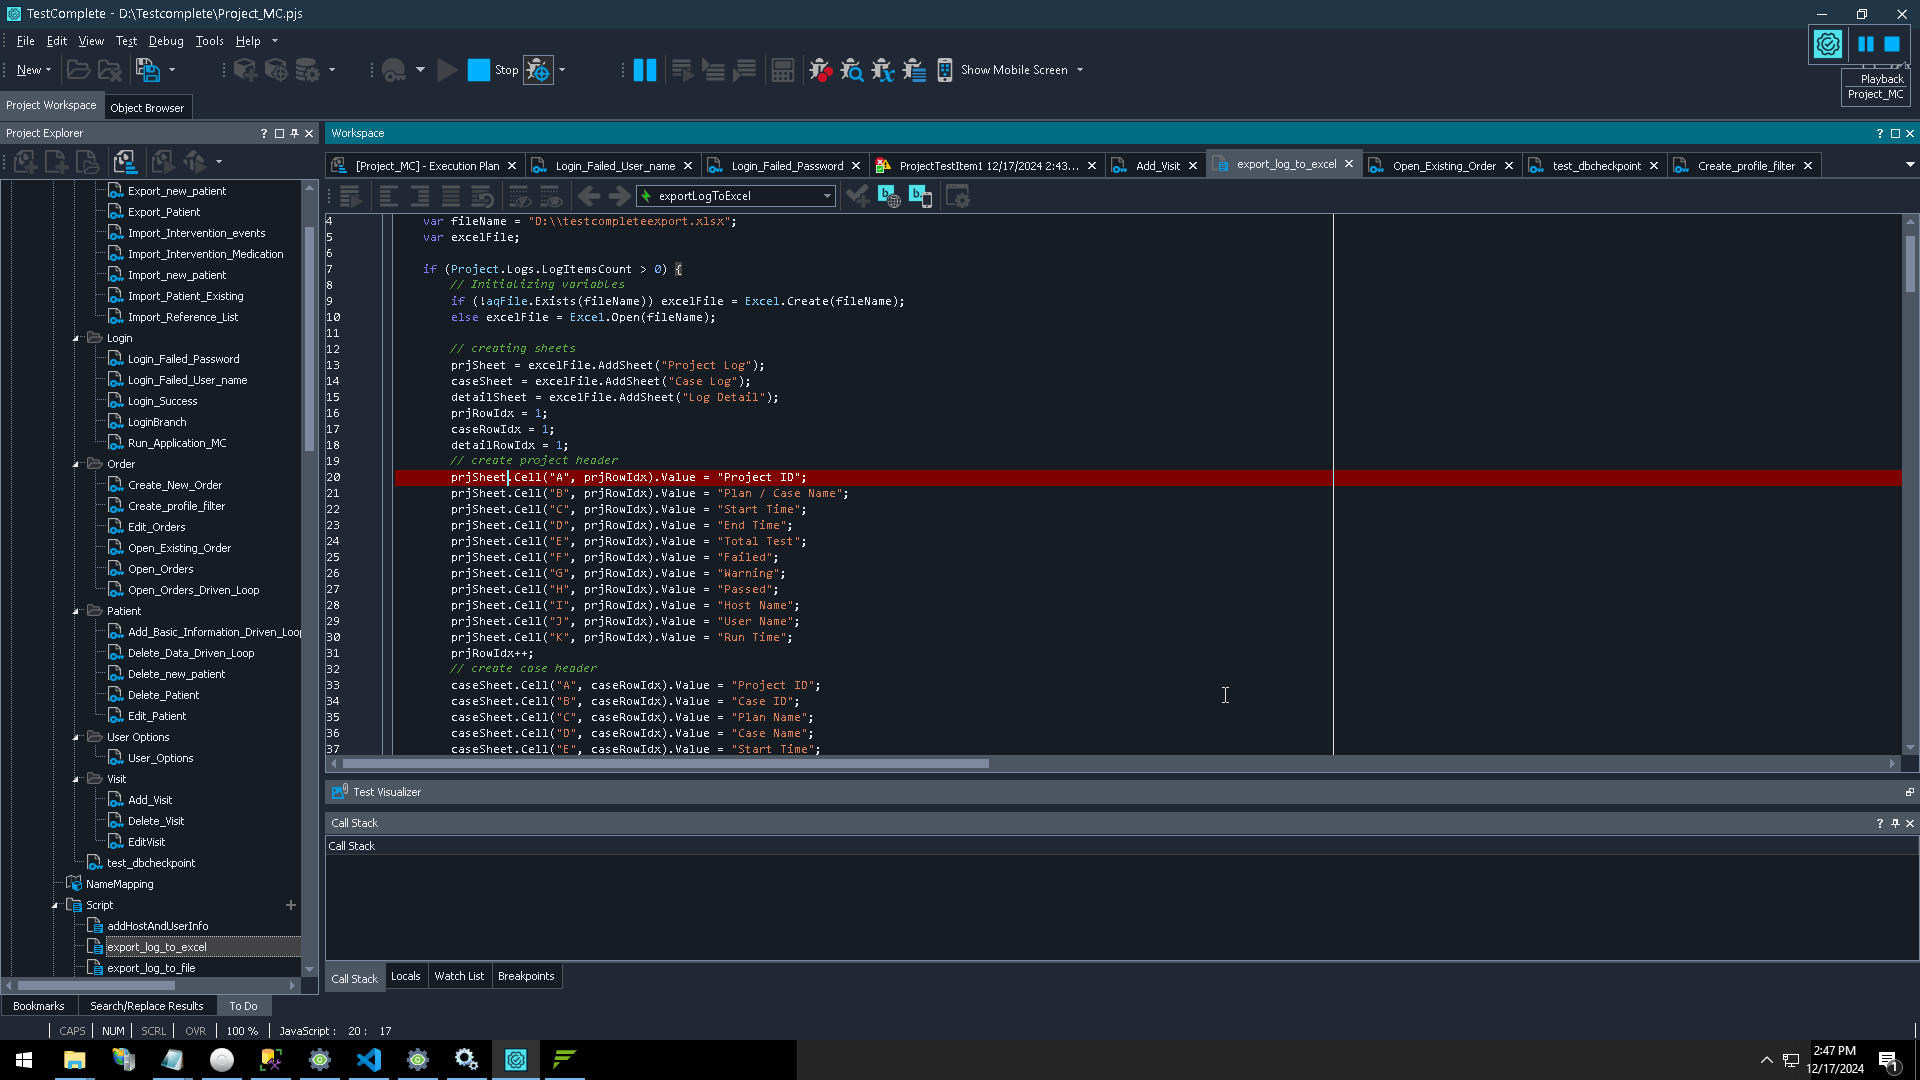 TestComplete - D:\Testcomplete\Project_MC.pjs
File Edit View Test Debug Tools Help
New Stop Show Mobile Screen
Playback
Project_MC
Project Workspace Object Browser
Project Explorer
Workspace
[Project_MC] - Execution Plan Login_Failed_User_name Login_Failed_Password ProjectTestItem1 12/17/2024 2:43... Add_Visit export_log_to_excel Open_Existing_Order test_dbcheckpoint Create_profile_filter
exportLogToExcel
Export_new_patient
Export_Patient
Import_Intervention_events
Import_Intervention_Medication
Import_new_patient
Import_Patient_Existing
Import_Reference_List
Login
Login_Failed_Password
Login_Failed_User_name
Login_Success
LoginBranch
Run_Application_MC
Order
Create_New_Order
Create_profile_filter
Edit_Orders
Open_Existing_Order
Open_Orders
Open_Orders_Driven_Loop
Patient
Add_Basic_Information_Driven_Loop
Delete_Data_Driven_Loop
Delete_new_patient
Delete_Patient
Edit_Patient
User Options
User_Options
Visit
Add_Visit
Delete_Visit
EditVisit
test_dbcheckpoint
NameMapping
Script
addHostAndUserInfo
export_log_to_excel
export_log_to_file
4 var fileName = "D:\\testcompleteexport.xlsx";
5 var excelFile;
6
7 if (Project.Logs.LogItemsCount > 0) {
8 // Initializing variables
9 if (!aqFile.Exists(fileName)) excelFile = Excel.Create(fileName);
10 else excelFile = Excel.Open(fileName);
11
12 // creating sheets
13 prjSheet = excelFile.AddSheet("Project Log");
14 caseSheet = excelFile.AddSheet("Case Log");
15 detailSheet = excelFile.AddSheet("Log Detail");
16 prjRowIdx = 1;
17 caseRowIdx = 1;
18 detailRowIdx = 1;
19 // create project header
20 prjSheet.Cell("A", prjRowIdx).Value = "Project ID";
21 prjSheet.Cell("B", prjRowIdx).Value = "Plan / Case Name";
22 prjSheet.Cell("C", prjRowIdx).Value = "Start Time";
23 prjSheet.Cell("D", prjRowIdx).Value = "End Time";
24 prjSheet.Cell("E", prjRowIdx).Value = "Total Test";
25 prjSheet.Cell("F", prjRowIdx).Value = "Failed";
26 prjSheet.Cell("G", prjRowIdx).Value = "Warning";
27 prjSheet.Cell("H", prjRowIdx).Value = "Passed";
28 prjSheet.Cell("I", prjRowIdx).Value = "Host Name";
29 prjSheet.Cell("J", prjRowIdx).Value = "User Name";
30 prjSheet.Cell("K", prjRowIdx).Value = "Run Time";
31 prjRowIdx++;
32 // create case header
33 caseSheet.Cell("A", caseRowIdx).Value = "Project ID";
34 caseSheet.Cell("B", caseRowIdx).Value = "Case ID";
35 caseSheet.Cell("C", caseRowIdx).Value = "Plan Name";
36 caseSheet.Cell("D", caseRowIdx).Value = "Case Name";
37 caseSheet.Cell("E", caseRowIdx).Value = "Start Time";
Test Visualizer
Call Stack
Call Stack
Call Stack Locals Watch List Breakpoints
Bookmarks Search/Replace Results To Do
CAPS NUM SCRL OVR 100 % JavaScript : 20 : 17
2:47 PM
12/17/2024
1